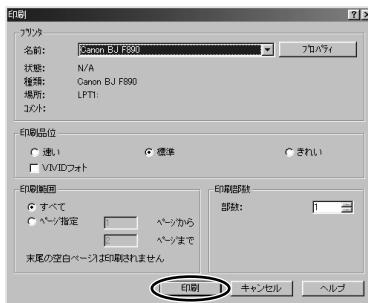 印刷
プリンタ
名前: Canon BJ F890 プロパティ
状態: N/A
種類: Canon BJ F890
場所: LPT1:
コメント:
印刷品位
速い 標準 きれい
VIVIDフォト
印刷範囲 印刷部数
すべて 部数: 1
ページ指定 1 ページから
2 ページまで
末尾の空白ページは印刷されません
印刷 キャンセル ヘルプ